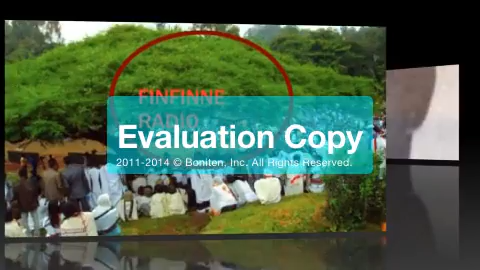 FINFINNE
RADIO
Evaluation Copy
2011-2014 © Boniten, Inc. All Rights Reserved.